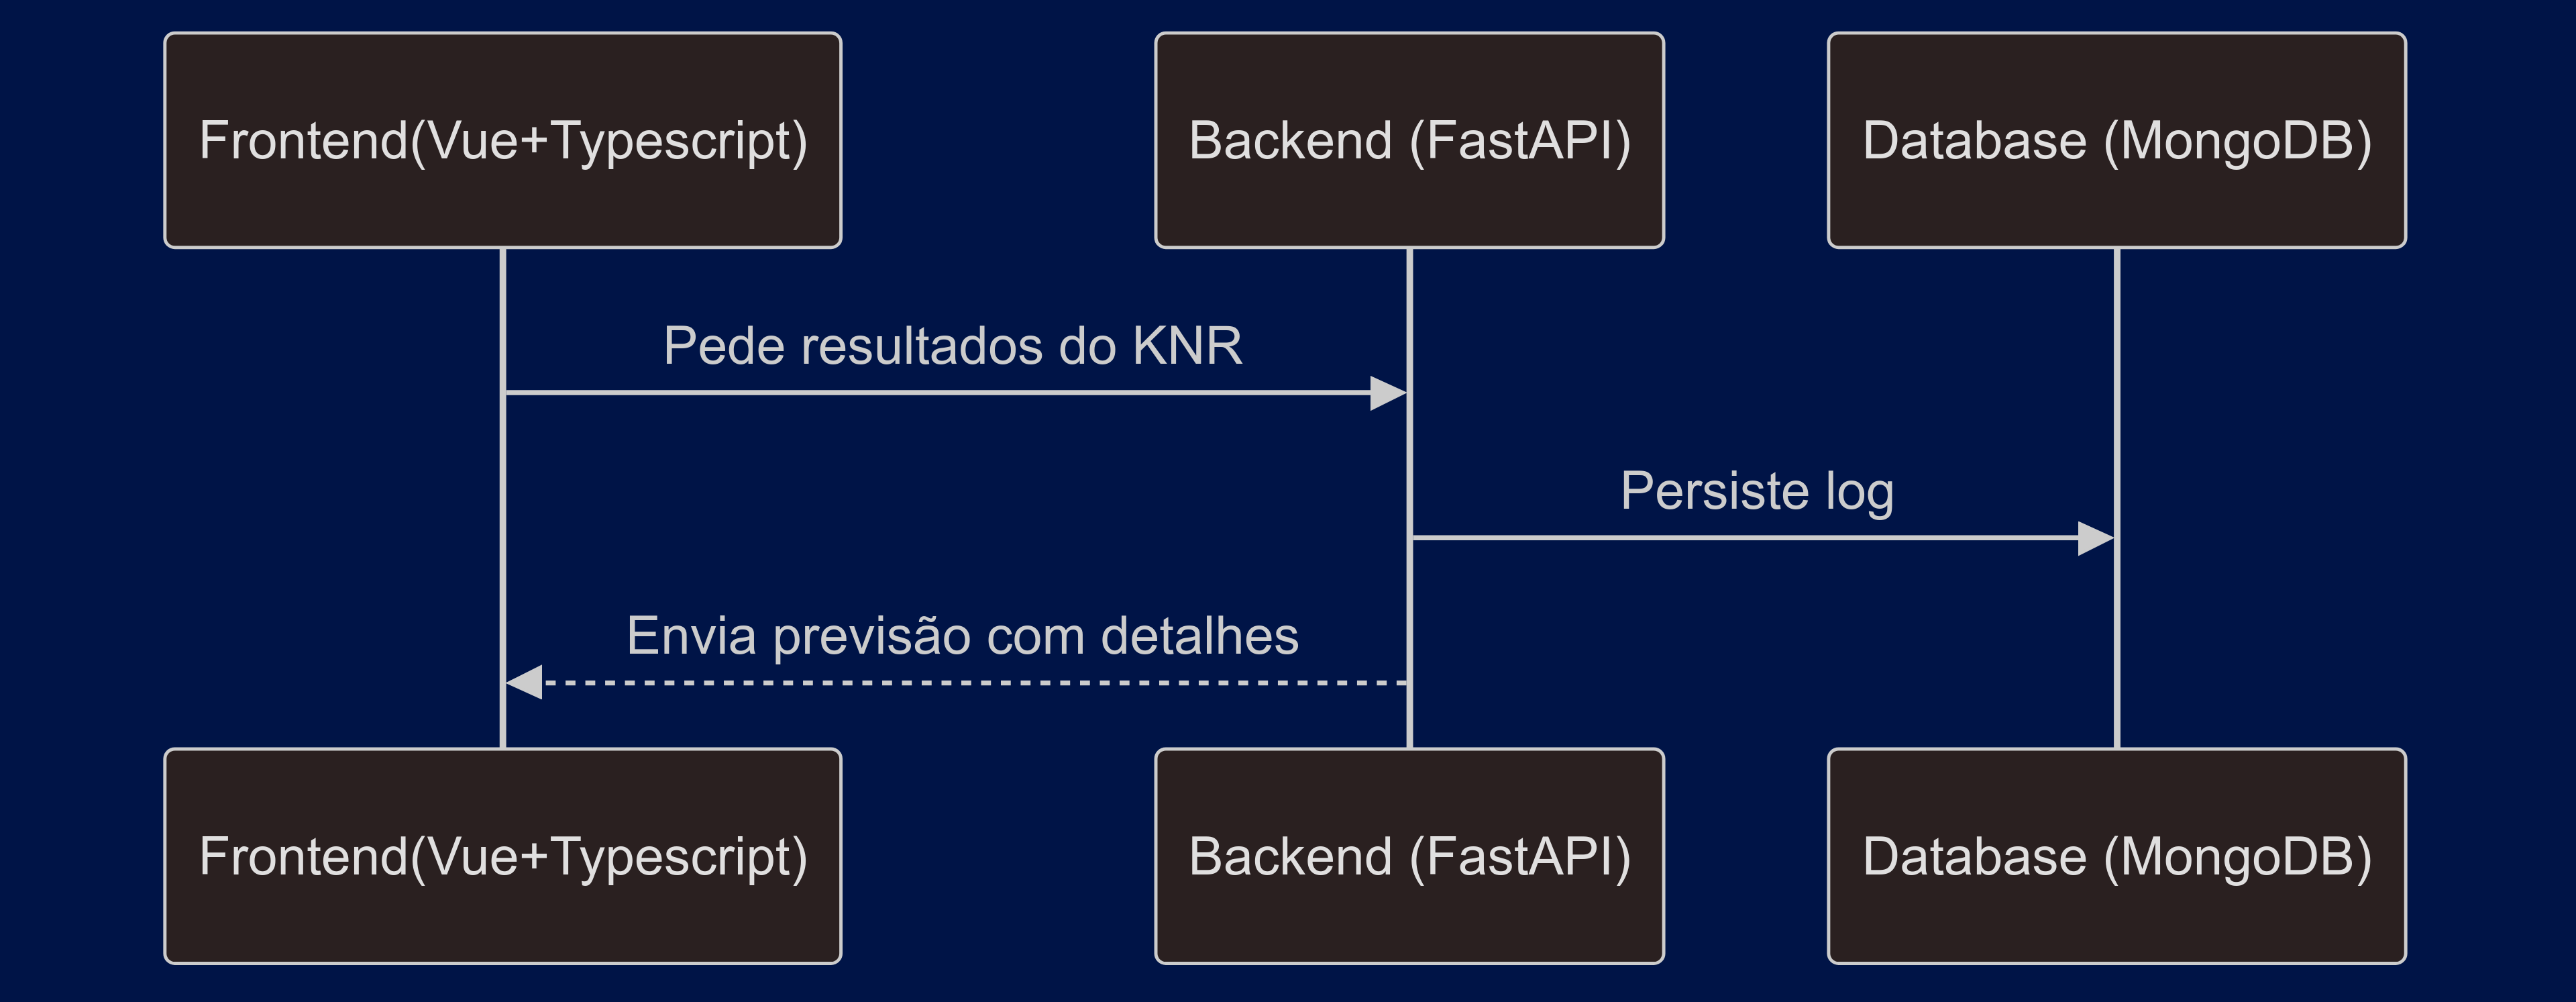 Frontend(Vue+Typescript)
Backend (FastAPI)
Database (MongoDB)
Pede resultados do KNR
Persiste log
Envia previsão com detalhes
Frontend(Vue+Typescript)
Backend (FastAPI)
Database (MongoDB)